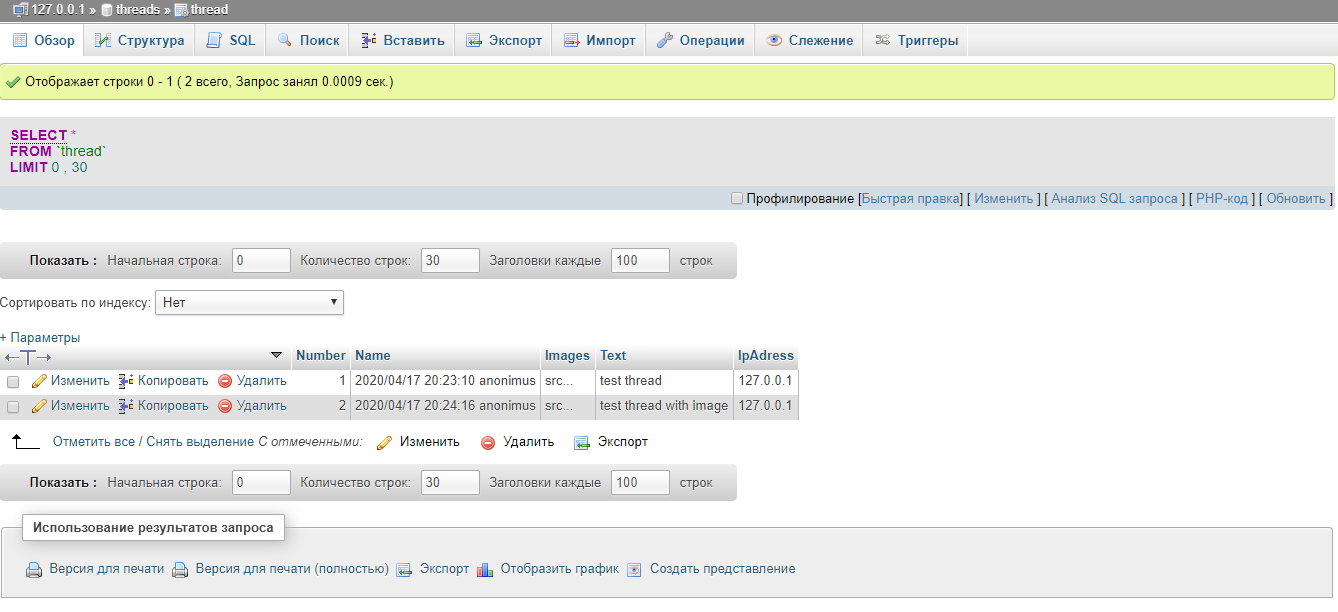 127.0.0.1 » threads » thread
Обзор Структура SQL Поиск Вставить Экспорт Импорт Операции Слежение Триггеры
Отображает строки 0 - 1 ( 2 всего, Запрос занял 0.0009 сек.)
SELECT *
FROM `thread`
LIMIT 0 , 30
Профилирование [Быстрая правка] [ Изменить ] [ Анализ SQL запроса ] [ PHP-код ] [ Обновить ]
Показать : Начальная строка: 0 Количество строк: 30 Заголовки каждые 100 строк
Сортировать по индексу: Нет
+ Параметры
←T→ Number Name Images Text IpAdress
Изменить Копировать Удалить 1 2020/04/17 20:23:10 anonimus src... test thread 127.0.0.1
Изменить Копировать Удалить 2 2020/04/17 20:24:16 anonimus src... test thread with image 127.0.0.1
Отметить все / Снять выделение С отмеченными: Изменить Удалить Экспорт
Показать : Начальная строка: 0 Количество строк: 30 Заголовки каждые 100 строк
Использование результатов запроса
Версия для печати Версия для печати (полностью) Экспорт Отобразить график Создать представление